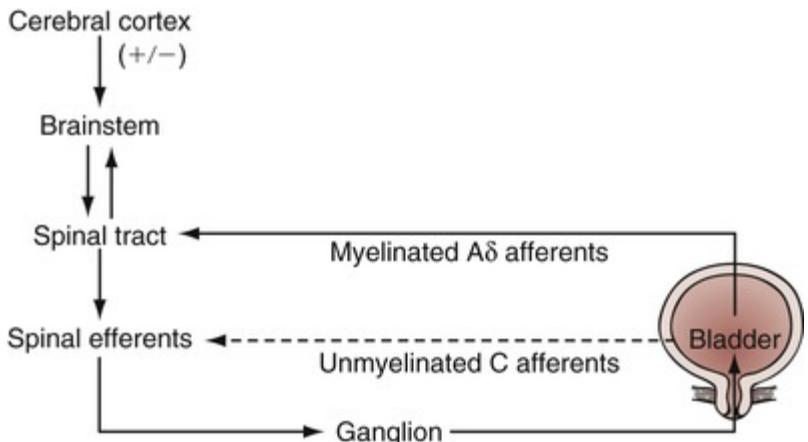 Cerebral cortex
(+/−)
Brainstem
Spinal tract
Myelinated Aδ afferents
Spinal efferents
Bladder
Unmyelinated C afferents
Ganglion